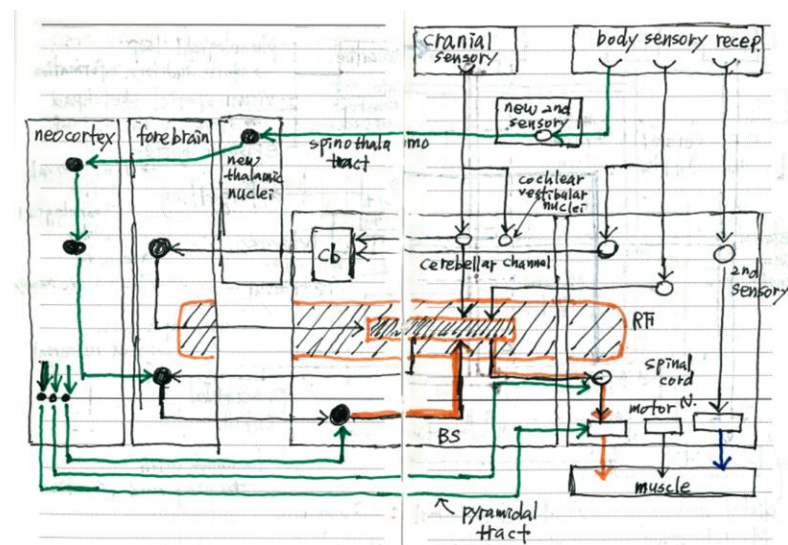 cranial
sensory
body sensory recep.
new 2nd
sensory
neocortex
forebrain
new
thalamic
nuclei
spinothalamo
tract
cochlear
vestibular
nuclei
cb
cerebellar channel
2nd
sensory
RF
spinal
cord
motor N.
BS
muscle
pyramidal
tract